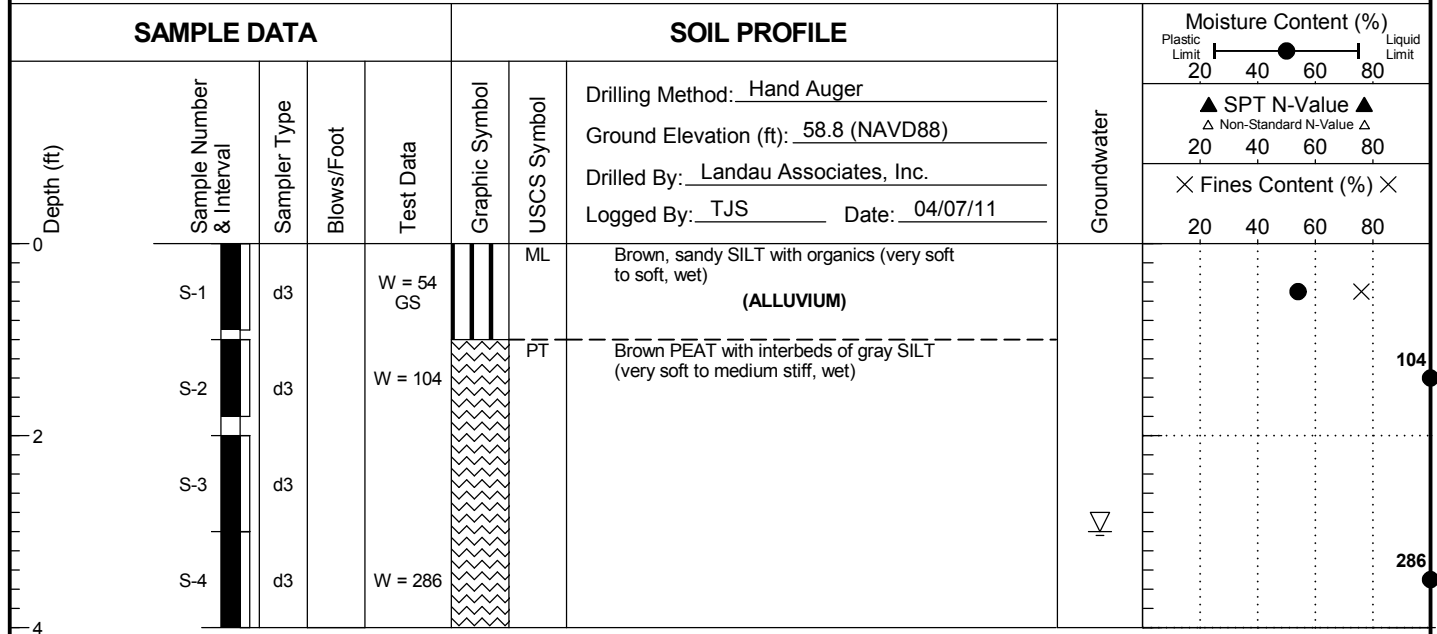 SAMPLE DATA
SOIL PROFILE
Depth (ft)
Sample Number
& Interval
Sampler Type
Blows/Foot
Test Data
Graphic Symbol
USCS Symbol
Drilling Method: Hand Auger
Ground Elevation (ft): 58.8 (NAVD88)
Drilled By: Landau Associates, Inc.
Logged By: TJS Date: 04/07/11
Groundwater
Moisture Content (%)
Plastic
Limit
Liquid
Limit
20 40 60 80
▲ SPT N-Value ▲
△ Non-Standard N-Value △
20 40 60 80
× Fines Content (%) ×
20 40 60 80
0
S-1 d3 W = 54
GS
ML Brown, sandy SILT with organics (very soft
to soft, wet)
(ALLUVIUM)
S-2 d3 W = 104
PT Brown PEAT with interbeds of gray SILT
(very soft to medium stiff, wet)
104
2
S-3 d3
S-4 d3 W = 286
286
4